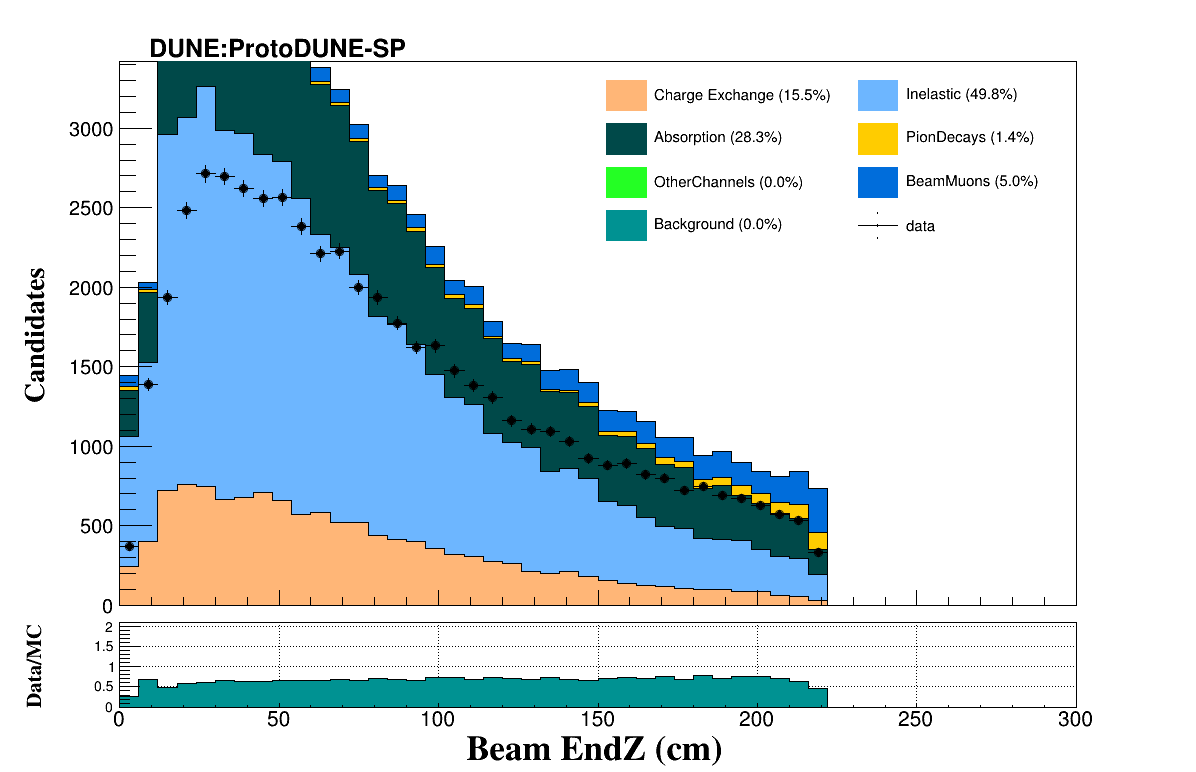 DUNE:ProtoDUNE-SP
Charge Exchange (15.5%)
Inelastic (49.8%)
Absorption (28.3%)
PionDecays (1.4%)
OtherChannels (0.0%)
BeamMuons (5.0%)
Background (0.0%)
data
Candidates
3000
2500
2000
1500
1000
500
0
Data/MC
2
1.5
1
0.5
0
0 50 100 150 200 250 300
Beam EndZ (cm)